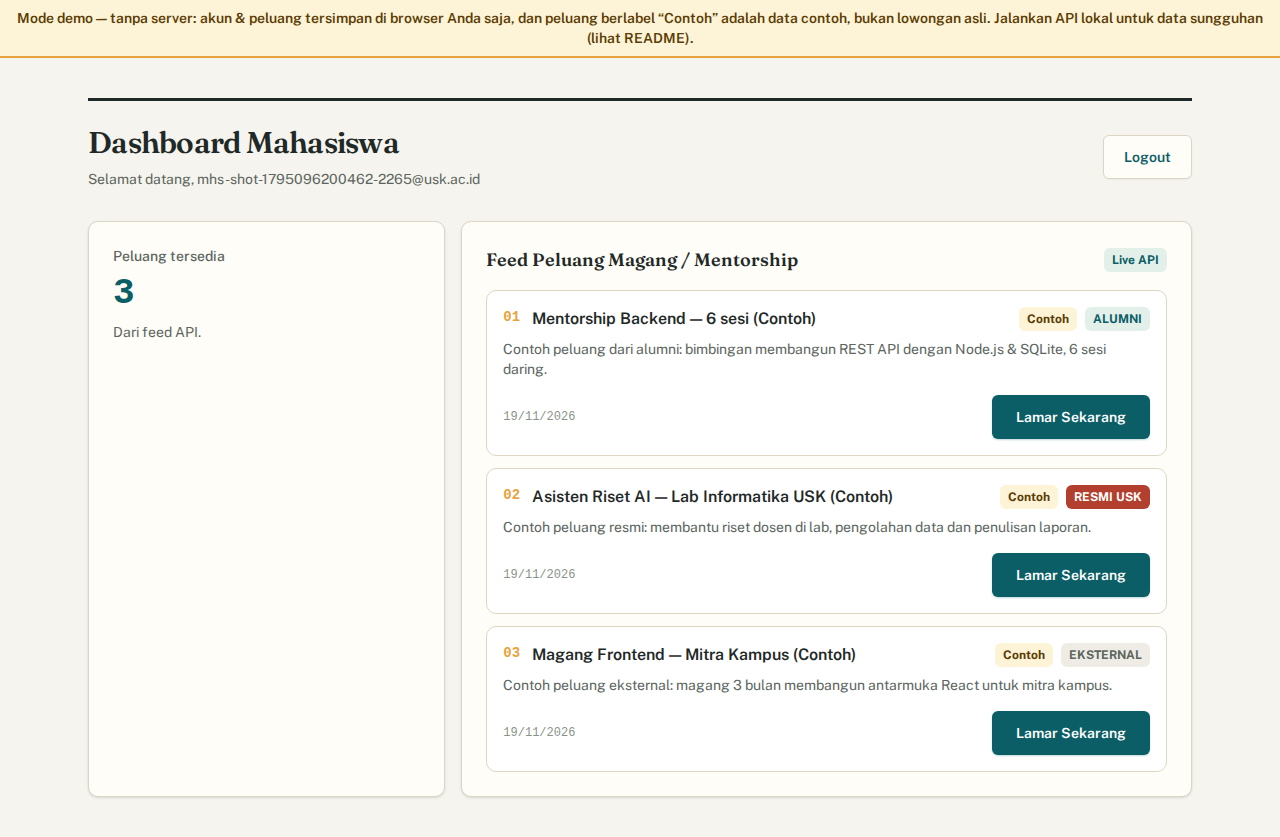 Mode demo — tanpa server: akun & peluang tersimpan di browser Anda saja, dan peluang berlabel “Contoh” adalah data contoh, bukan lowongan asli. Jalankan API lokal untuk data sungguhan
(lihat README).
Dashboard Mahasiswa
Selamat datang, mhs-shot-1795096200462-2265@usk.ac.id
Logout
Peluang tersedia
3
Dari feed API.
Feed Peluang Magang / Mentorship
Live API
01 Mentorship Backend — 6 sesi (Contoh) Contoh ALUMNI
Contoh peluang dari alumni: bimbingan membangun REST API dengan Node.js & SQLite, 6 sesi
daring.
19/11/2026 Lamar Sekarang
02 Asisten Riset AI — Lab Informatika USK (Contoh) Contoh RESMI USK
Contoh peluang resmi: membantu riset dosen di lab, pengolahan data dan penulisan laporan.
19/11/2026 Lamar Sekarang
03 Magang Frontend — Mitra Kampus (Contoh) Contoh EKSTERNAL
Contoh peluang eksternal: magang 3 bulan membangun antarmuka React untuk mitra kampus.
19/11/2026 Lamar Sekarang